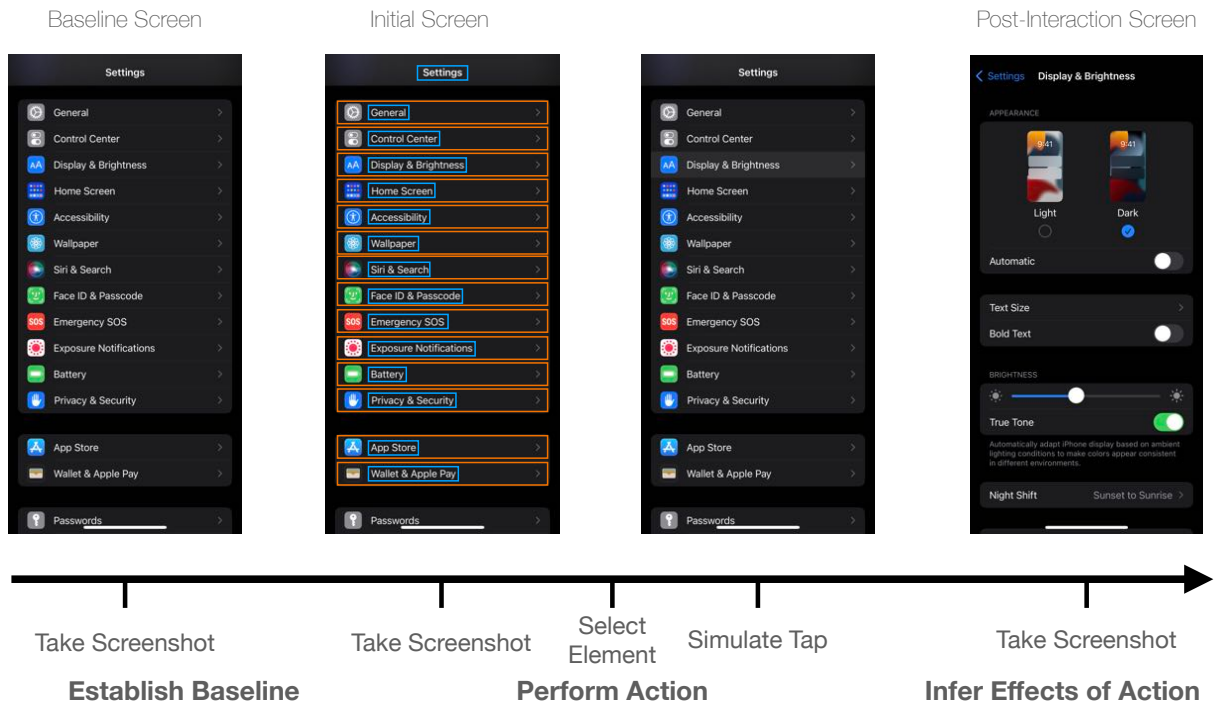 Baseline Screen
Initial Screen
Post-Interaction Screen
Settings
General
Control Center
AA Display & Brightness
Home Screen
Accessibility
Wallpaper
Siri & Search
Face ID & Passcode
SOS Emergency SOS
Exposure Notifications
Battery
Privacy & Security
App Store
Wallet & Apple Pay
Passwords
Settings
General
Control Center
AA Display & Brightness
Home Screen
Accessibility
Wallpaper
Siri & Search
Face ID & Passcode
SOS Emergency SOS
Exposure Notifications
Battery
Privacy & Security
App Store
Wallet & Apple Pay
Passwords
Settings
General
Control Center
AA Display & Brightness
Home Screen
Accessibility
Wallpaper
Siri & Search
Face ID & Passcode
SOS Emergency SOS
Exposure Notifications
Battery
Privacy & Security
App Store
Wallet & Apple Pay
Passwords
Settings Display & Brightness
APPEARANCE
9:41 9:41
Light Dark
Automatic
Text Size
Bold Text
BRIGHTNESS
True Tone
Automatically adapt iPhone display based on ambient
lighting conditions to make colors appear consistent
in different environments.
Night Shift Sunset to Sunrise
Take Screenshot
Take Screenshot
Select
Element
Simulate Tap
Take Screenshot
Establish Baseline
Perform Action
Infer Effects of Action